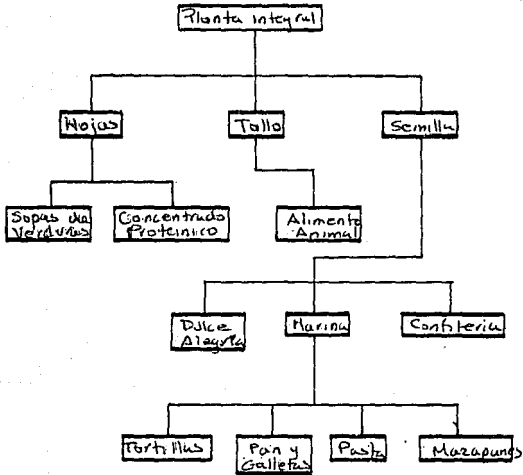 Planta integral
Hojas
Tallo
Semilla
Sopas de
Verduras
Concentrado
Proteinico
Alimento
Animal
Dulce
Alegria
Harina
Confiteria
Tortillas
Pan y
Galletas
Pasta
Mazapanes